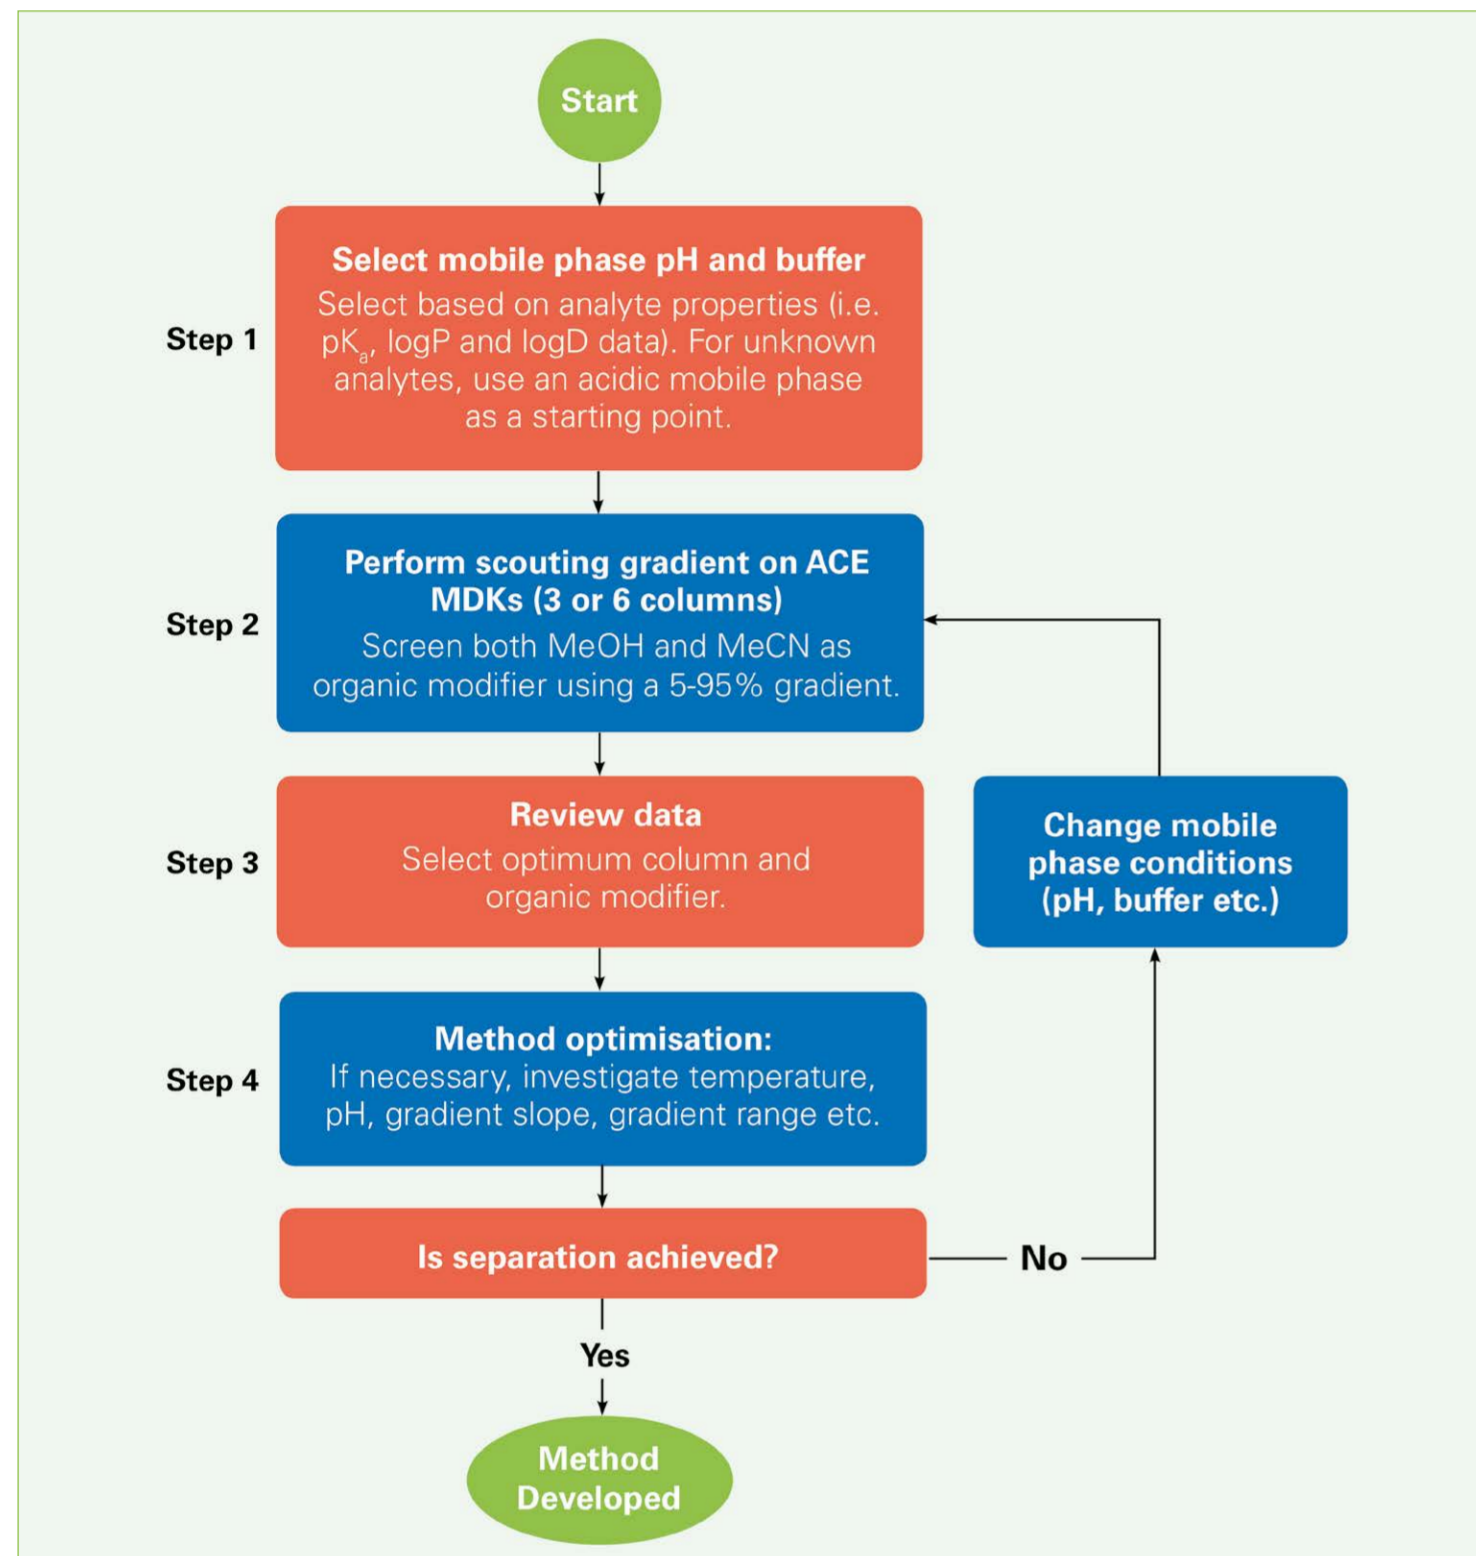 Start
Step 1
Select mobile phase pH and buffer
Select based on analyte properties (i.e.
pKa, logP and logD data). For unknown
analytes, use an acidic mobile phase
as a starting point.
Step 2
Perform scouting gradient on ACE
MDKs (3 or 6 columns)
Screen both MeOH and MeCN as
organic modifier using a 5-95% gradient.
Step 3
Review data
Select optimum column and
organic modifier.
Change mobile
phase conditions
(pH, buffer etc.)
Step 4
Method optimisation:
If necessary, investigate temperature,
pH, gradient slope, gradient range etc.
Is separation achieved?
No
Yes
Method
Developed